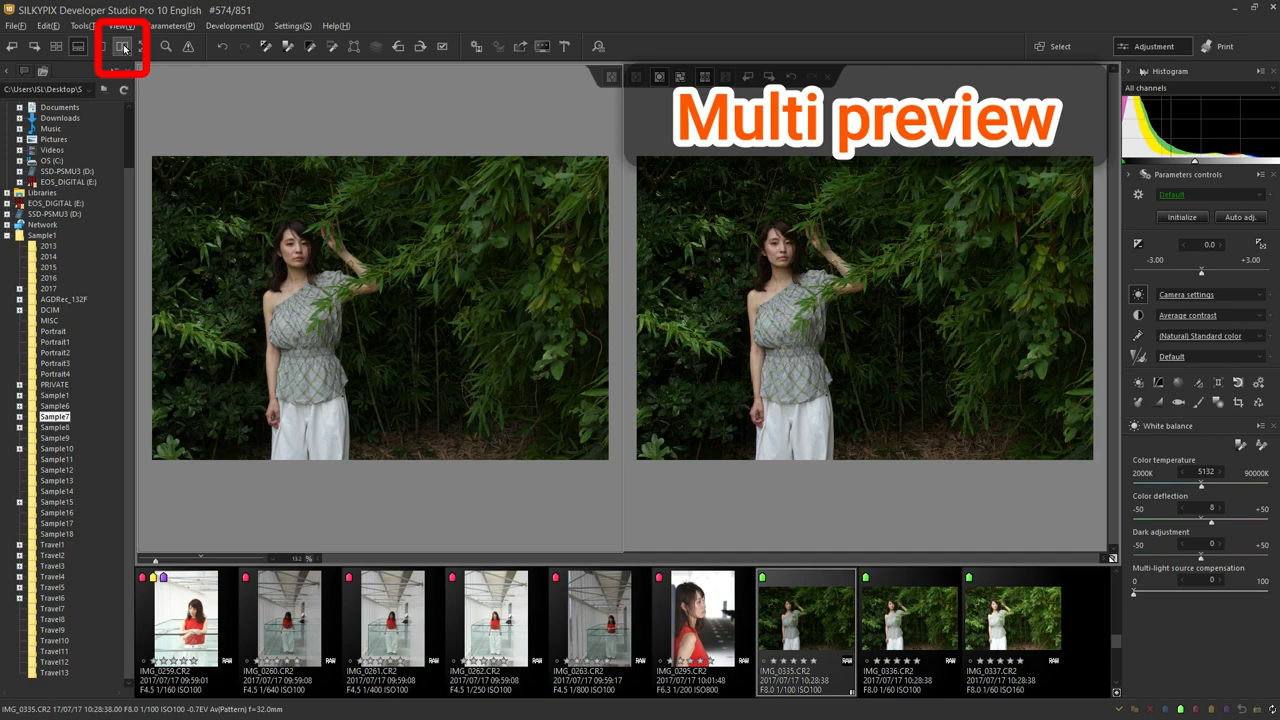 SILKYPIX Developer Studio Pro 10 English #574/851
File(F) Edit(E) Tools(T) View(V) Parameters(P) Development(D) Settings(S) Help(H)
Select Adjustment Print
Multi preview
C:\Users\ISL\Desktop\S
Documents
Downloads
Music
Pictures
Videos
OS (C:)
SSD-PSMU3 (D:)
EOS_DIGITAL (E:)
Libraries
EOS_DIGITAL (E:)
SSD-PSMU3 (D:)
Network
Sample1
2013
2014
2015
2016
2017
AGDRec_132F
DCIM
MISC
Portrait
Portrait1
Portrait2
Portrait3
Portrait4
PRIVATE
Sample1
Sample6
Sample7
Sample8
Sample9
Sample10
Sample11
Sample12
Sample13
Sample14
Sample15
Sample16
Sample17
Sample18
Travel1
Travel2
Travel3
Travel4
Travel5
Travel6
Travel7
Travel8
Travel9
Travel10
Travel11
Travel12
Travel13
13.2 %
IMG_0259.CR2 RAW
2017/07/17 09:59:01
F4.5 1/160 ISO100
IMG_0260.CR2 RAW
2017/07/17 09:59:08
F4.5 1/640 ISO100
IMG_0261.CR2 RAW
2017/07/17 09:59:08
F4.5 1/400 ISO100
IMG_0262.CR2 RAW
2017/07/17 09:59:08
F4.5 1/250 ISO100
IMG_0263.CR2 RAW
2017/07/17 09:59:17
F4.5 1/800 ISO100
IMG_0295.CR2 RAW
2017/07/17 10:01:48
F6.3 1/200 ISO800
IMG_0335.CR2 RAW
2017/07/17 10:28:38
F8.0 1/100 ISO100
IMG_0336.CR2 RAW
2017/07/17 10:28:38
F8.0 1/60 ISO100
IMG_0337.CR2 RAW
2017/07/17 10:28:38
F8.0 1/60 ISO160
Histogram
All channels
Parameters controls
Default
Initialize Auto adj.
0.0
-3.00 +3.00
Camera settings
Average contrast
(Natural) Standard color
Default
White balance
Color temperature
2000K 5132 90000K
Color deflection
-50 8 +50
Dark adjustment
-50 0 +50
Multi-light source compensation
0 0 100
IMG_0335.CR2 17/07/17 10:28:38.00 F8.0 1/100 ISO100 -0.7EV Av(Pattern) f=32.0mm